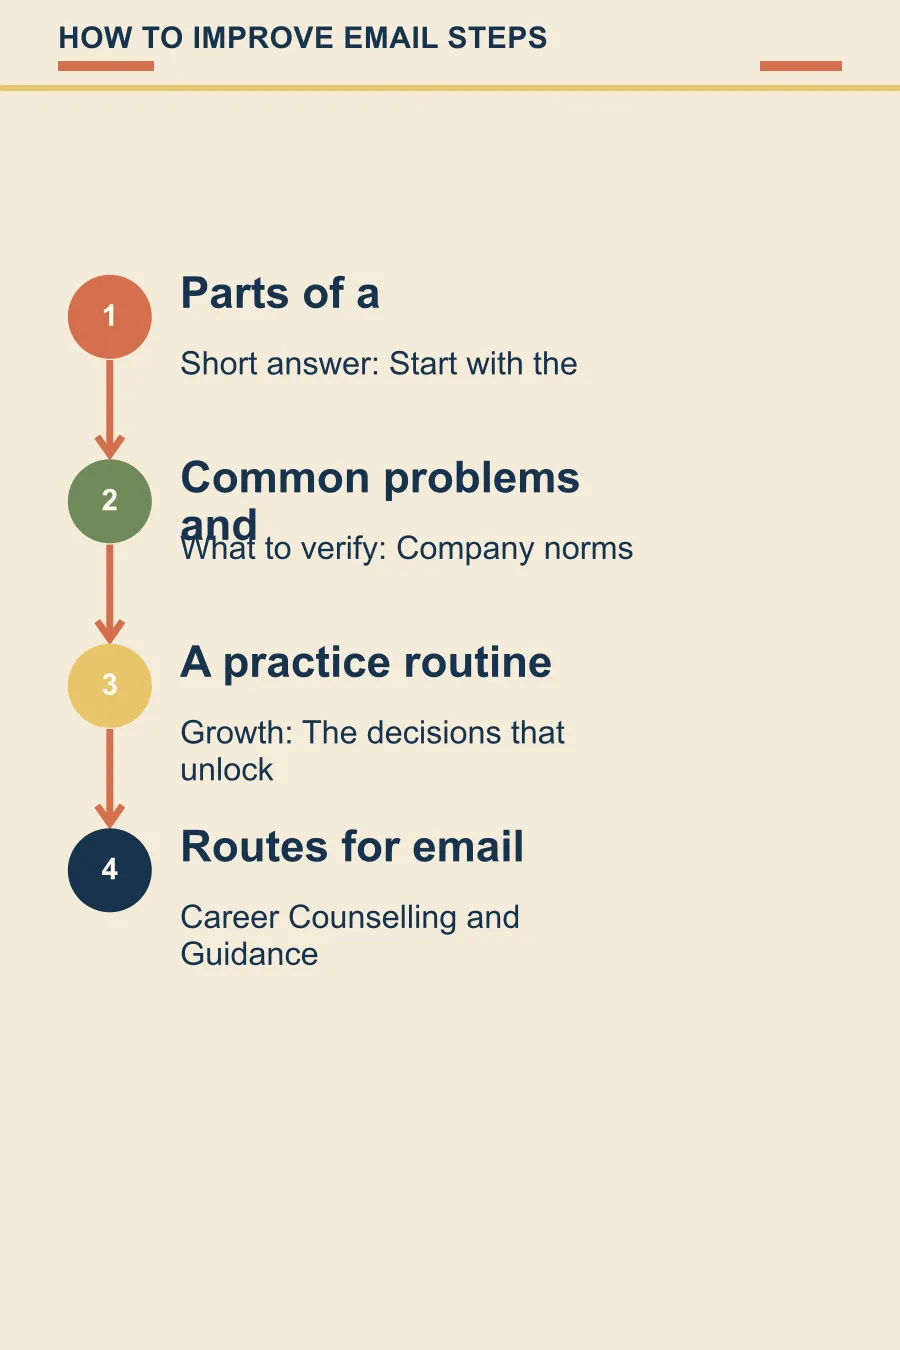 HOW TO IMPROVE EMAIL STEPS
1
Parts of a
Short answer: Start with the
2
Common problems
and
What to verify: Company norms
3
A practice routine
Growth: The decisions that
unlock
4
Routes for email
Career Counselling and
Guidance